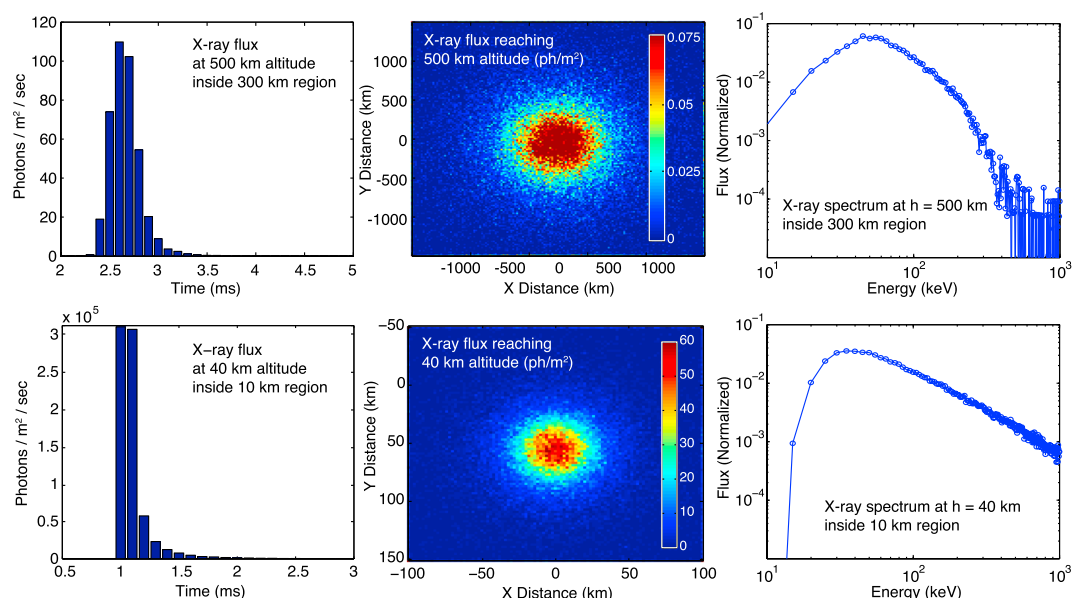 120
100
80
60
40
20
0
Photons / m² / sec
X-ray flux
at 500 km altitude
inside 300 km region
2 2.5 3 3.5 4 4.5 5
Time (ms)
1000
500
0
-500
-1000
Y Distance (km)
X-ray flux reaching
500 km altitude (ph/m²)
0.075
0.05
0.025
0
-1000 -500 0 500 1000
X Distance (km)
10⁻¹
10⁻²
10⁻³
10⁻⁴
Flux (Normalized)
X-ray spectrum at h = 500 km
inside 300 km region
10¹ 10² 10³
Energy (keV)
x 10⁵
3
2.5
2
1.5
1
0.5
0
Photons / m² / sec
X−ray flux
at 40 km altitude
inside 10 km region
0.5 1 1.5 2 2.5 3
Time (ms)
−50
0
50
100
150
Y Distance (km)
X-ray flux reaching
40 km altitude (ph/m²)
60
50
40
30
20
10
0
−100 −50 0 50 100
X Distance (km)
10⁻¹
10⁻²
10⁻³
10⁻⁴
Flux (Normalized)
X-ray spectrum at h = 40 km
inside 10 km region
10¹ 10² 10³
Energy (keV)